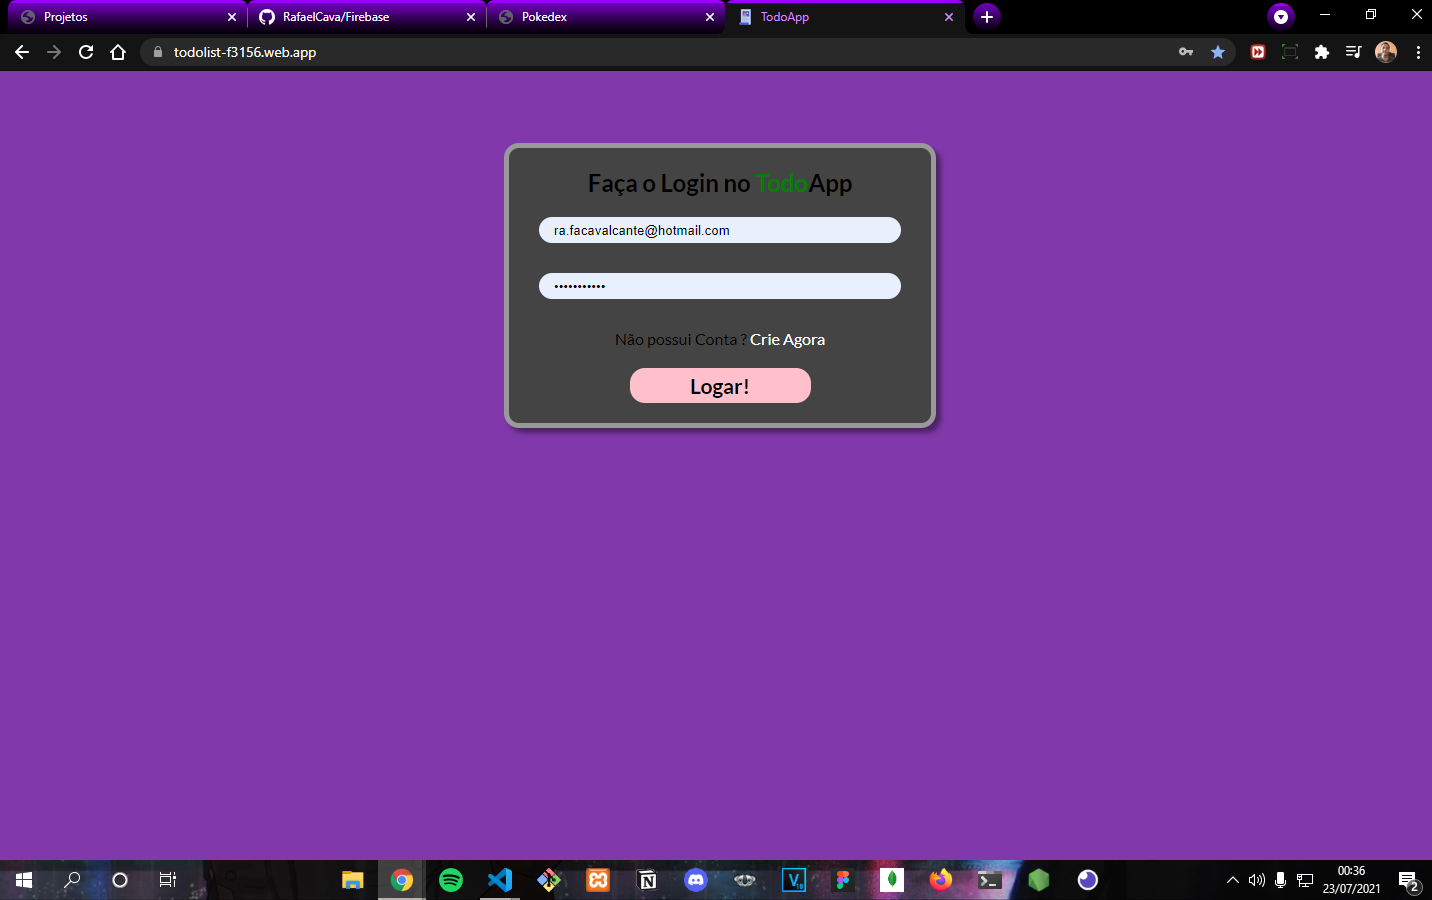 Projetos
RafaelCava/Firebase
Pokedex
TodoApp
todolist-f3156.web.app
Faça o Login no TodoApp
ra.facavalcante@hotmail.com
•••••••••••
Não possui Conta ? Crie Agora
Logar!
00:36
23/07/2021
2